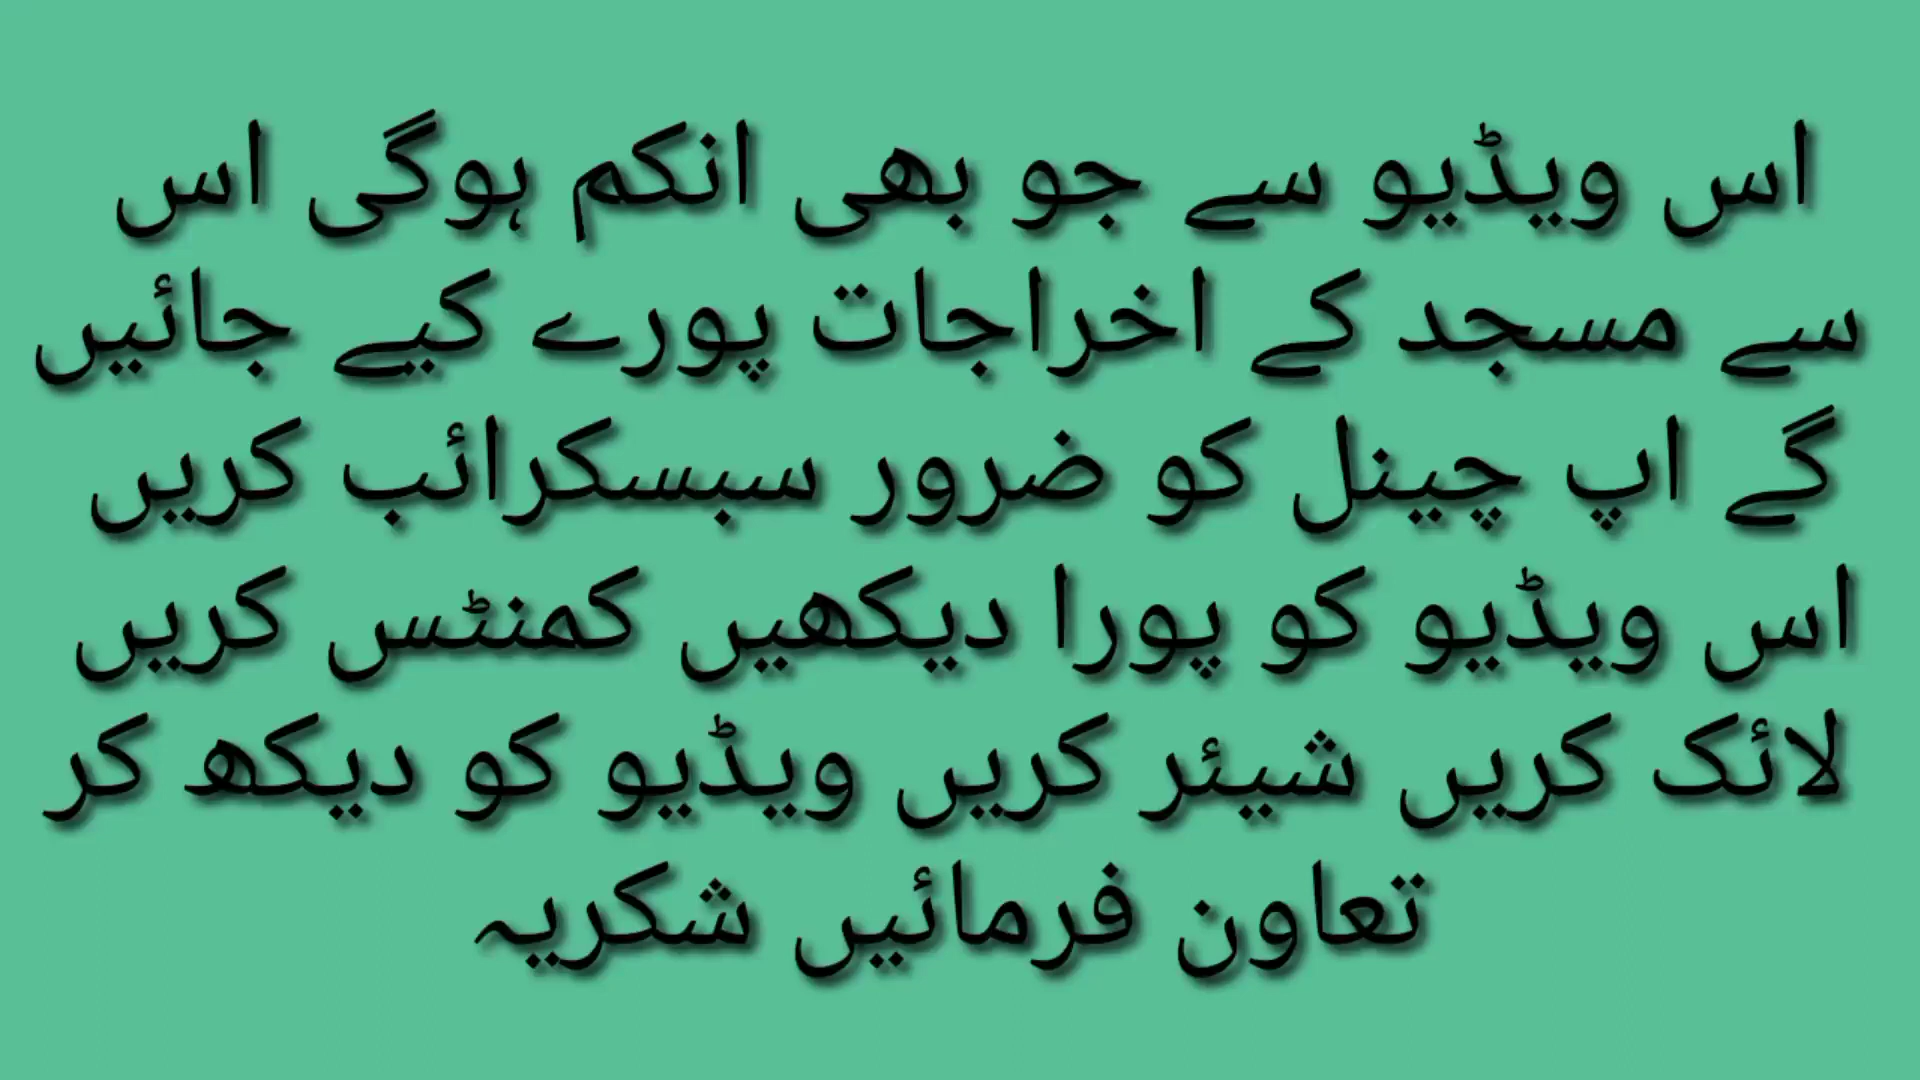 اس ویڈیو سے جو بھی انکم ہوگی اس
سے مسجد کے اخراجات پورے کیے جائیں
گے اپ چینل کو ضرور سبسکرائب کریں
اس ویڈیو کو پورا دیکھیں کمنٹس کریں
لائک کریں شیئر کریں ویڈیو کو دیکھ کر
تعاون فرمائیں شکریہ